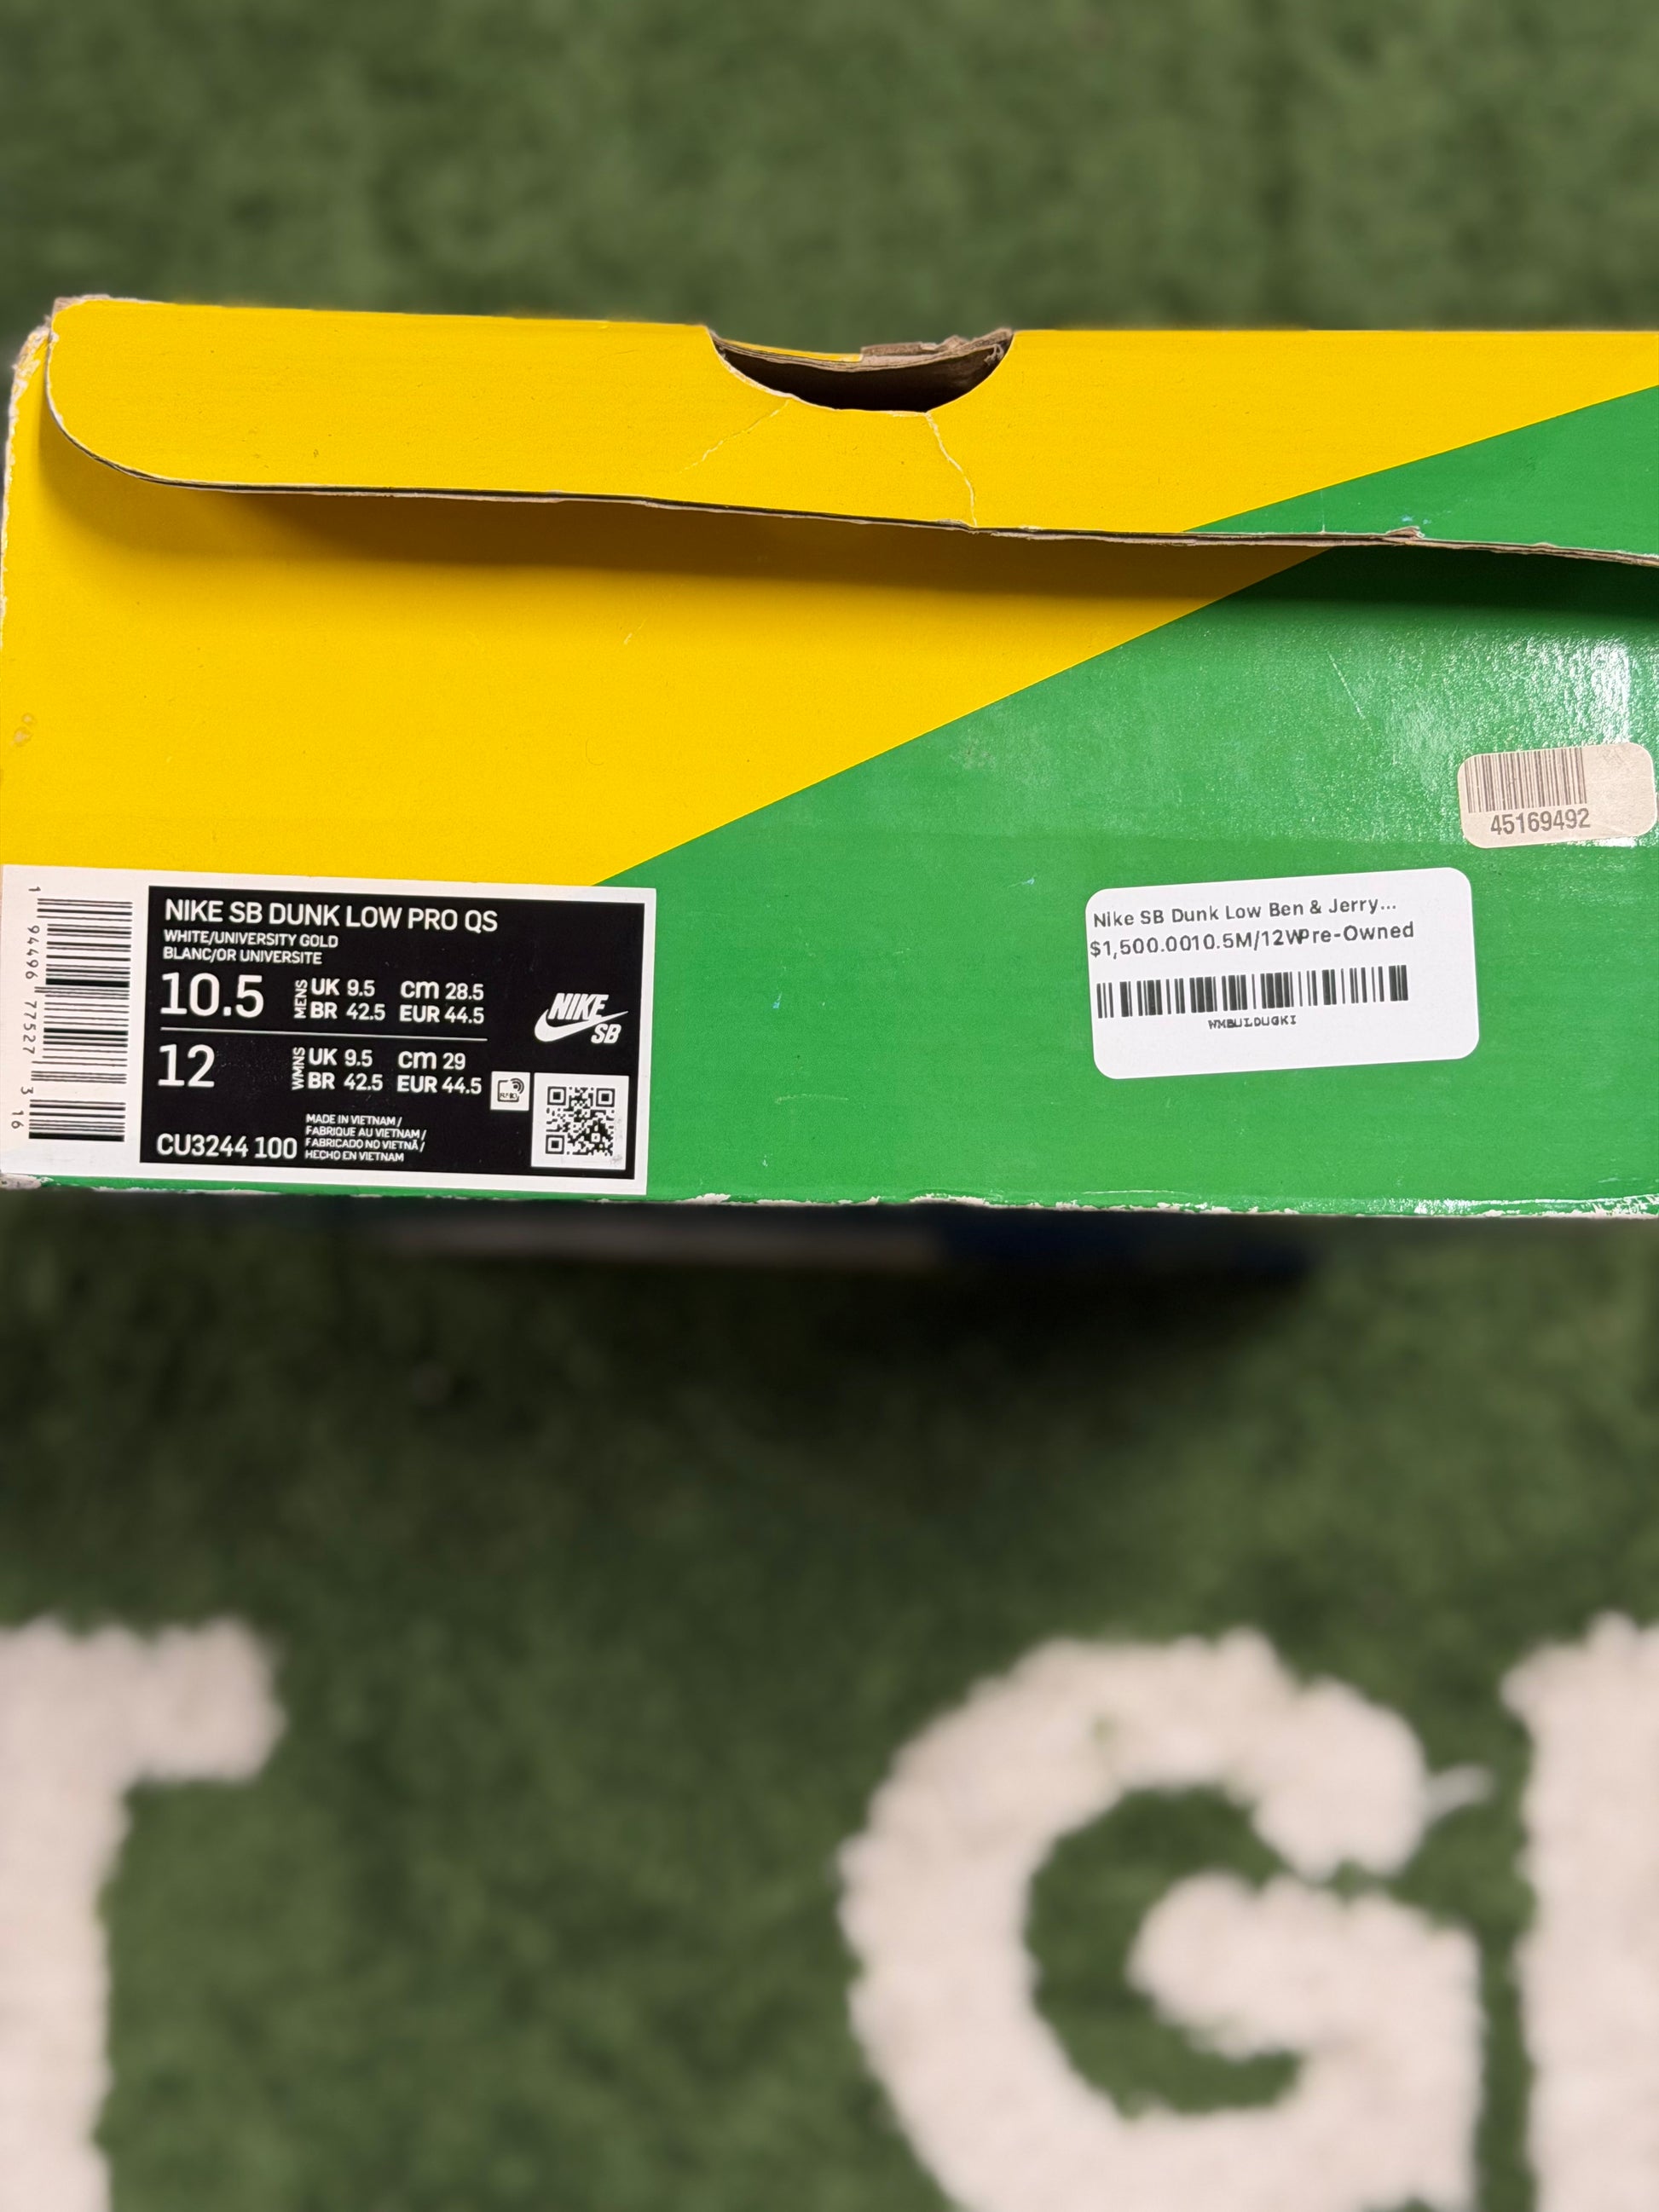 45169492
Nike SB Dunk Low Ben & Jerry...
$1,500.0010.5M/12WPre-Owned
NIKE SB DUNK LOW PRO QS
WHITE/UNIVERSITY GOLD
BLANC/OR UNIVERSITE
10.5 MENS UK 9.5 cm 28.5
BR 42.5 EUR 44.5
NIKE
SB
12 WMNS UK 9.5 cm 29
BR 42.5 EUR 44.5
MADE IN VIETNAM /
FABRIQUE AU VIETNAM /
FABRICADO NO VIETNÃ /
HECHO EN VIETNAM
CU3244 100
1 94496 77527 3 16
G